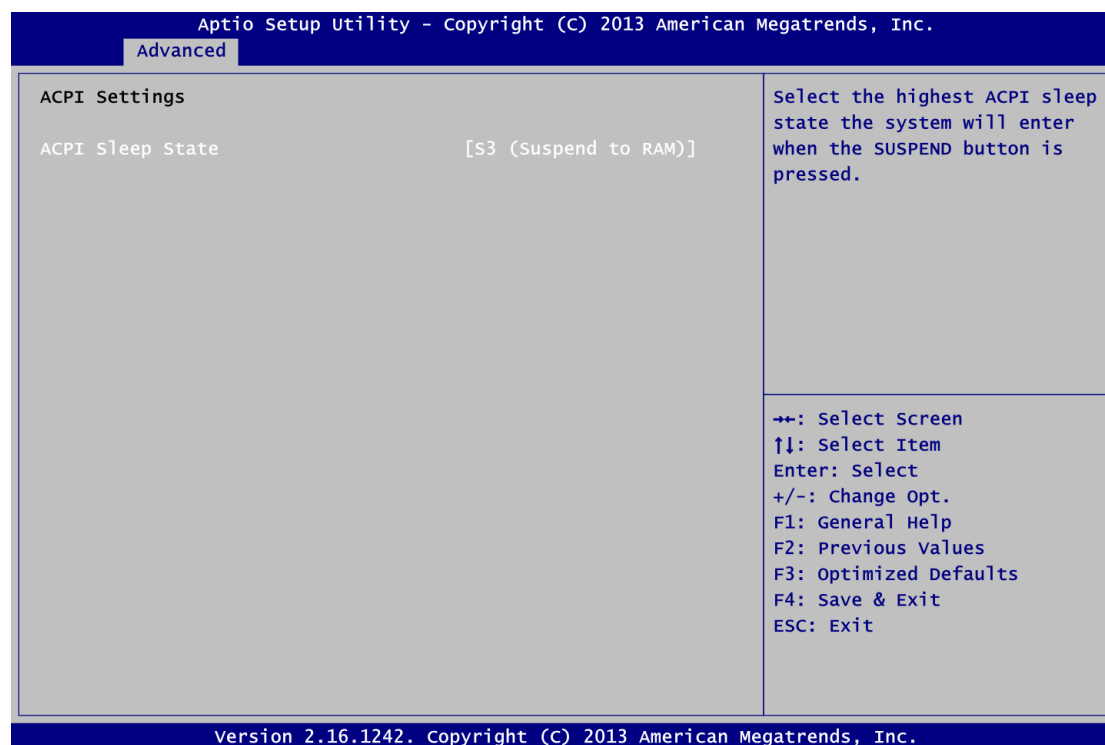 Aptio Setup Utility - Copyright (C) 2013 American Megatrends, Inc.
Advanced
ACPI Settings
ACPI Sleep State [S3 (Suspend to RAM)]
Select the highest ACPI sleep
state the system will enter
when the SUSPEND button is
pressed.
→←: Select Screen
↑↓: Select Item
Enter: Select
+/-: Change Opt.
F1: General Help
F2: Previous Values
F3: Optimized Defaults
F4: Save & Exit
ESC: Exit
Version 2.16.1242. Copyright (C) 2013 American Megatrends, Inc.